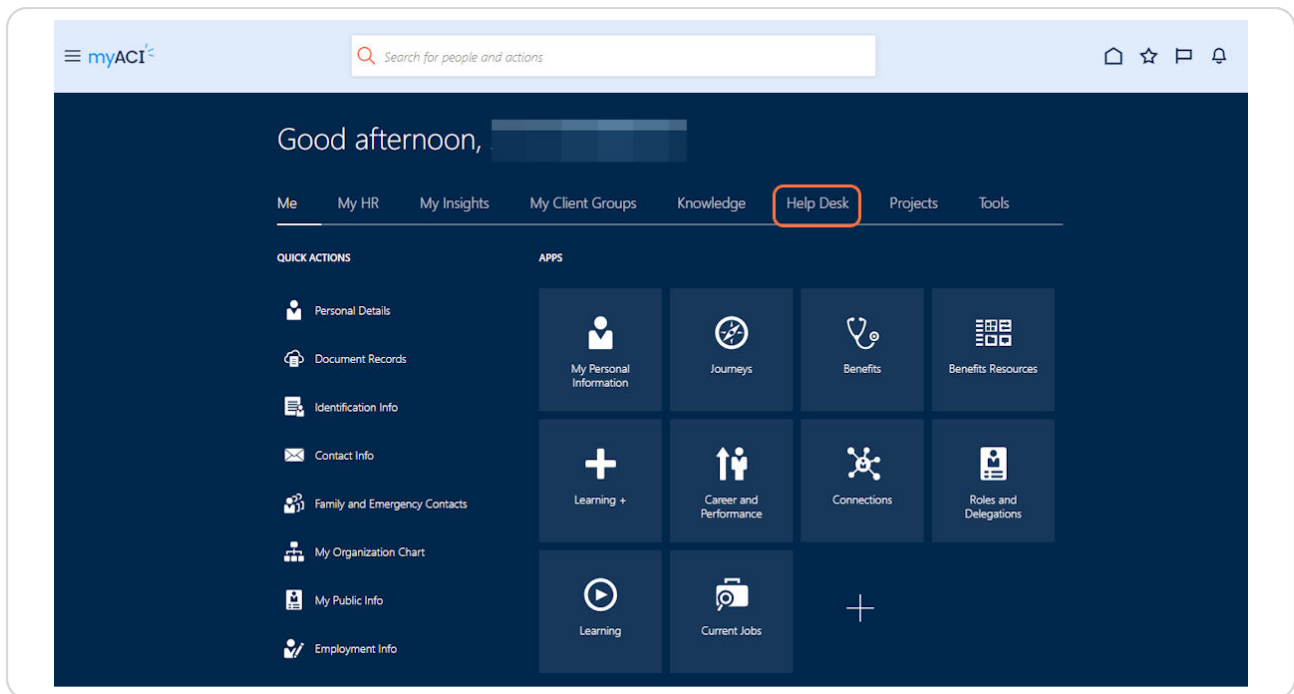 myACI
Search for people and actions
Good afternoon,
Me My HR My Insights My Client Groups Knowledge Help Desk Projects Tools
QUICK ACTIONS
Personal Details
Document Records
Identification Info
Contact Info
Family and Emergency Contacts
My Organization Chart
My Public Info
Employment Info
APPS
My Personal
Information
Journeys
Benefits
Benefits Resources
Learning +
Career and
Performance
Connections
Roles and
Delegations
Learning
Current Jobs